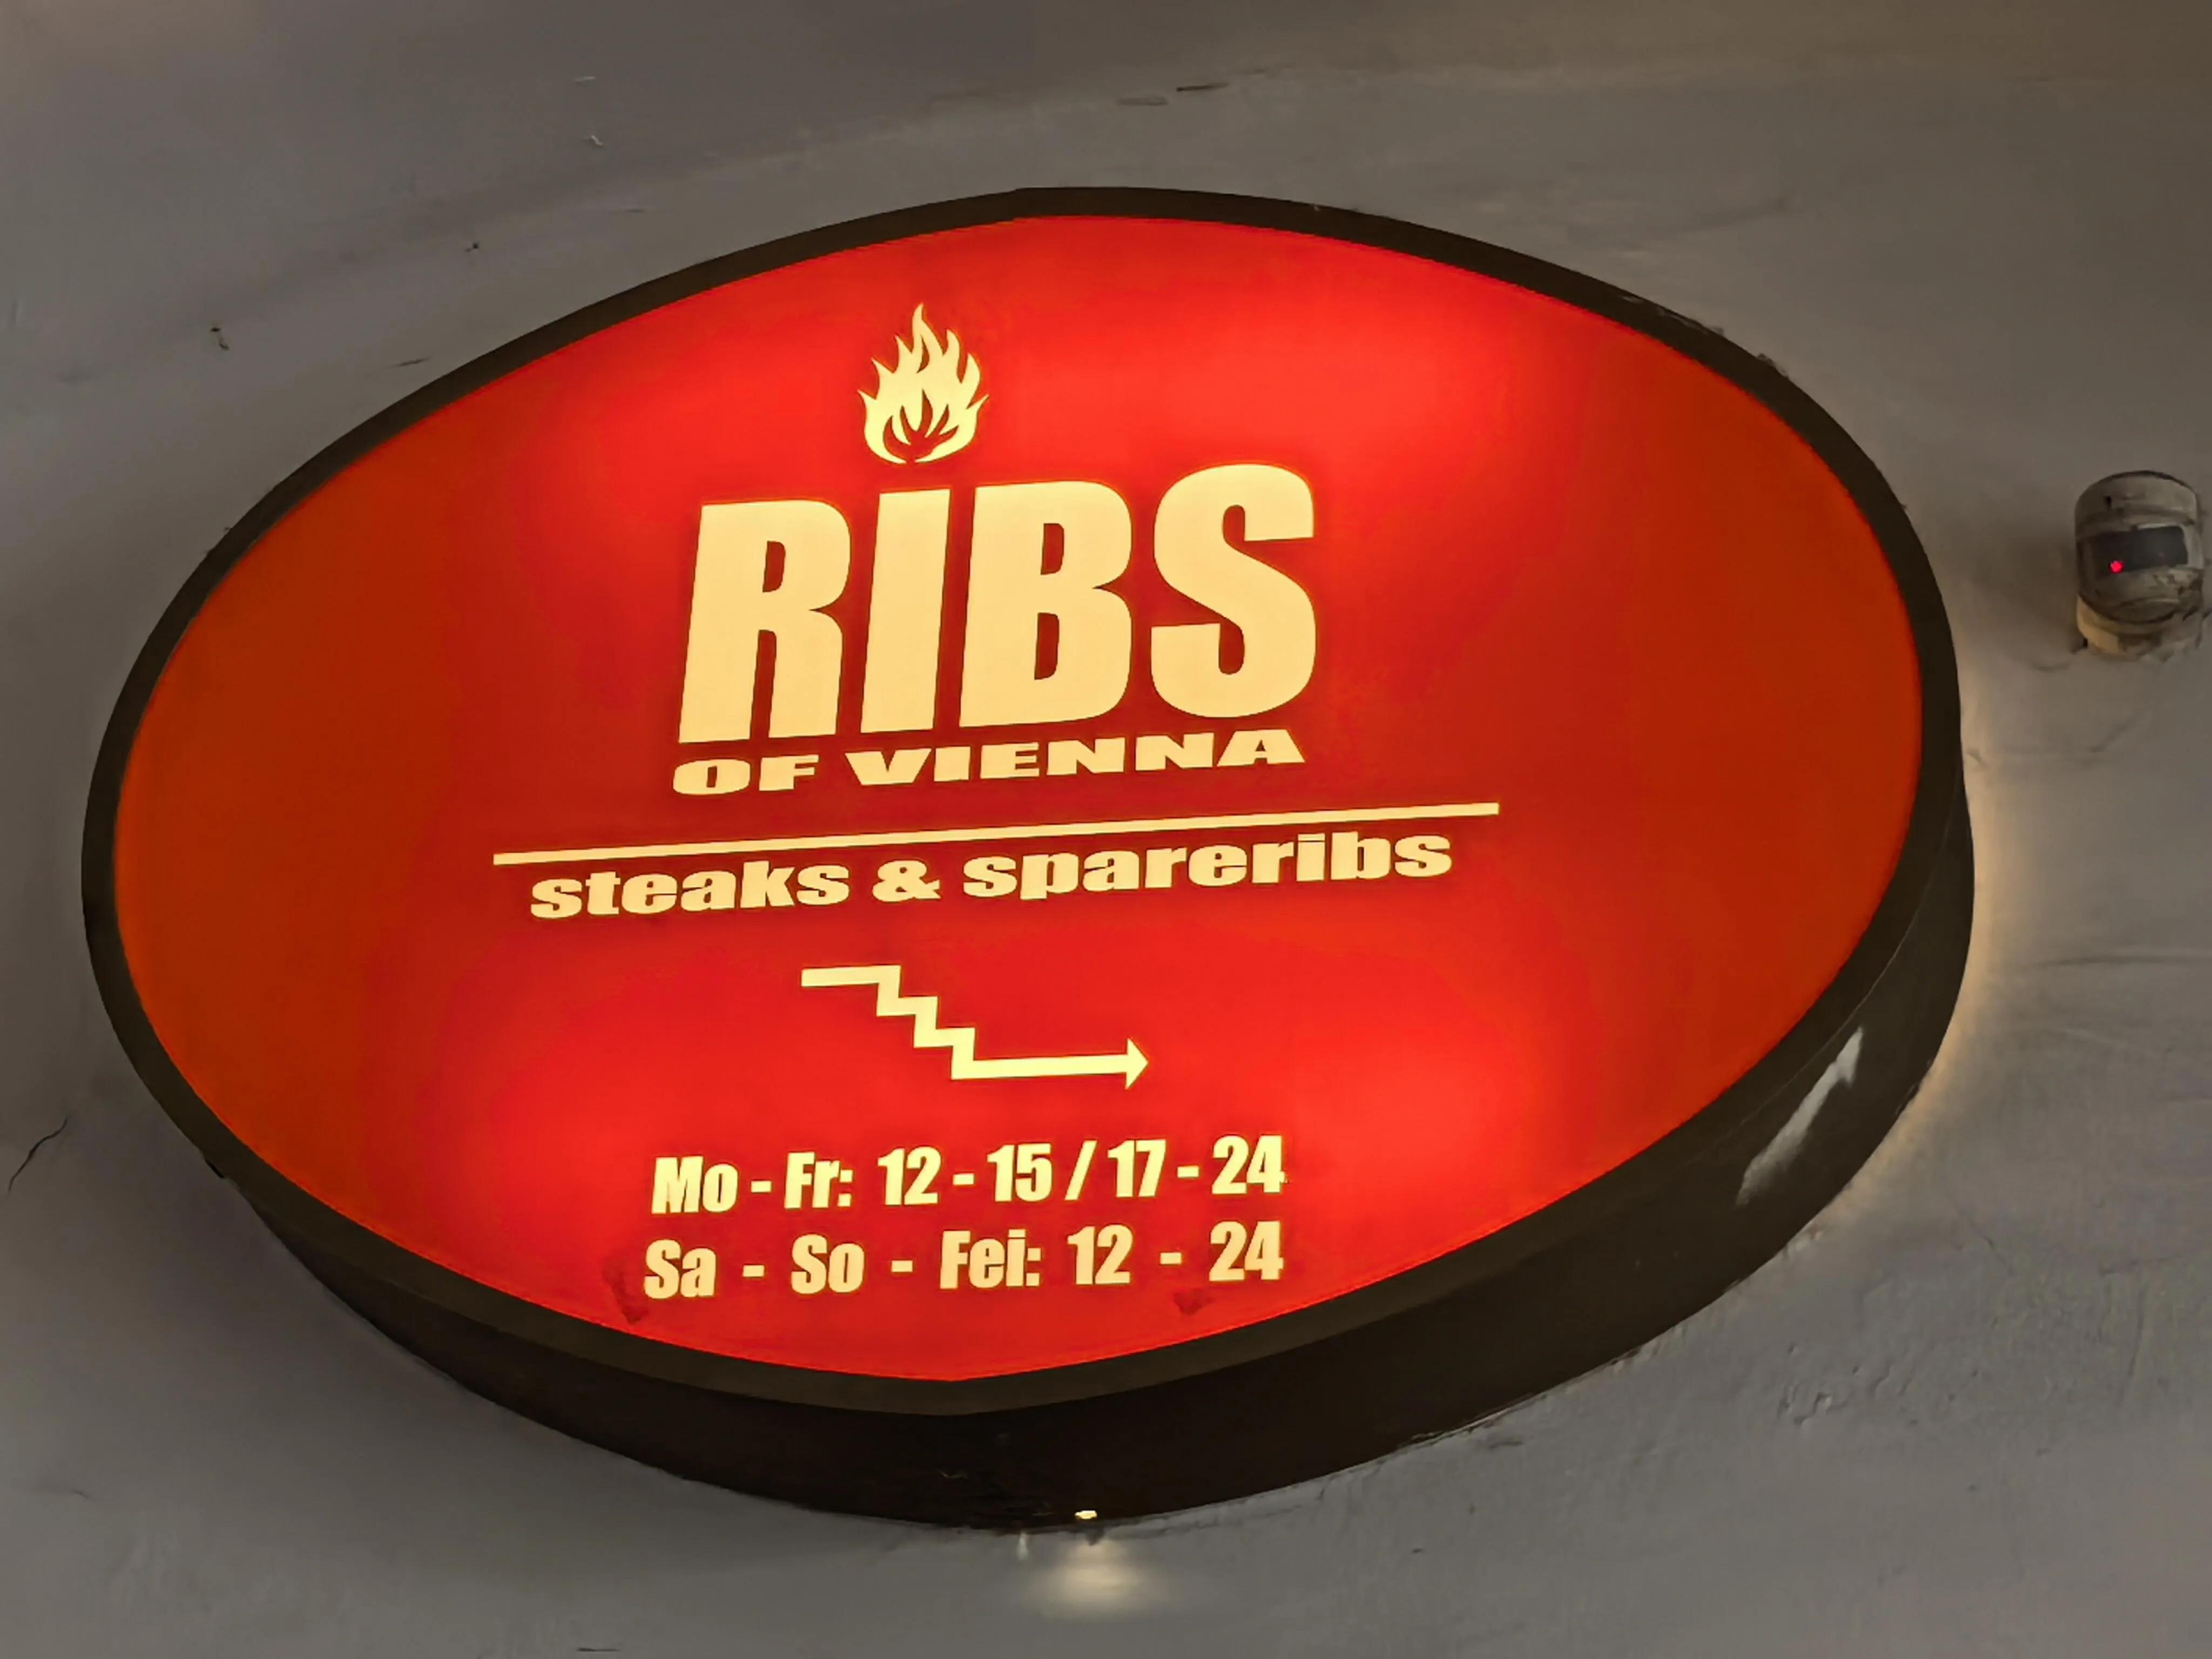 RIBS
OF VIENNA
steaks & spareribs
Mo - Fr: 12 - 15 / 17 - 24
Sa - So - Fei: 12 - 24